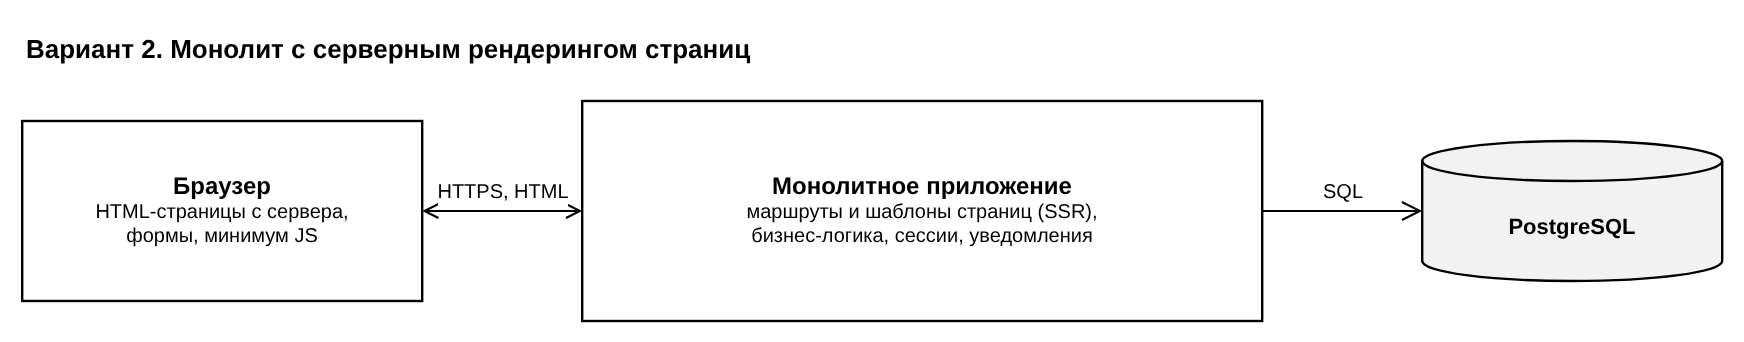 Вариант 2. Монолит с серверным рендерингом страниц
Браузер
HTML-страницы с сервера,
формы, минимум JS
HTTPS, HTML
Монолитное приложение
маршруты и шаблоны страниц (SSR),
бизнес-логика, сессии, уведомления
SQL
PostgreSQL